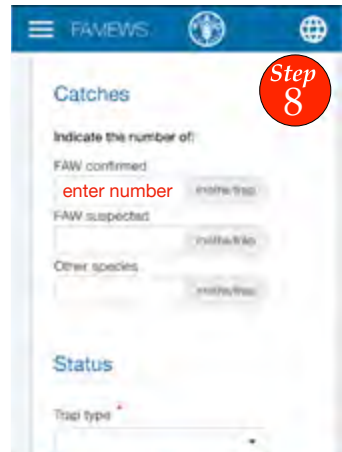 FAMEWS
Step
8
Catches
Indicate the number of:
FAW confirmed
enter number moths/trap
FAW suspected
moths/trap
Other species
moths/trap
Status
Trap type *